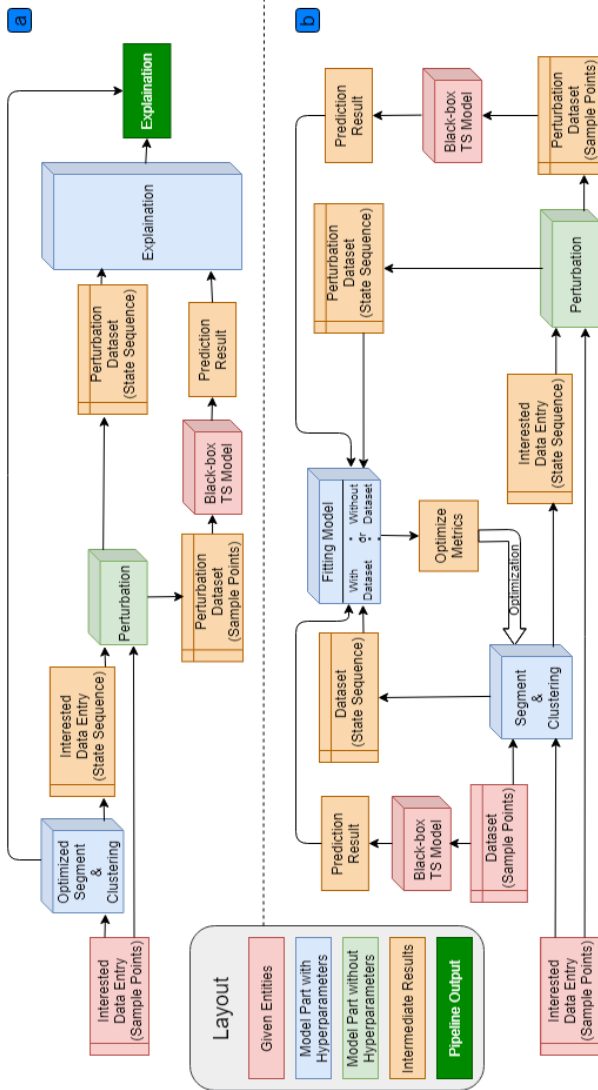 a
Interested
Data Entry
(Sample Points)
Optimized
Segment
&
Clustering
Interested
Data Entry
(State Sequence)
Perturbation
Perturbation
Dataset
(State Sequence)
Perturbation
Dataset
(Sample Points)
Black-box
TS Model
Prediction
Result
Explaination
Explaination
Layout
Given Entities
Model Part with
Hyperparameters
Model Part without
Hyperparameters
Intermediate Results
Pipeline Output
b
Interested
Data Entry
(Sample Points)
Dataset
(Sample Points)
Black-box
TS Model
Prediction
Result
Segment
&
Clustering
Dataset
(State Sequence)
Fitting Model
With
Dataset
or
Without
Dataset
Optimize
Metrics
Optimization
Interested
Data Entry
(State Sequence)
Perturbation
Perturbation
Dataset
(State Sequence)
Perturbation
Dataset
(Sample Points)
Black-box
TS Model
Prediction
Result